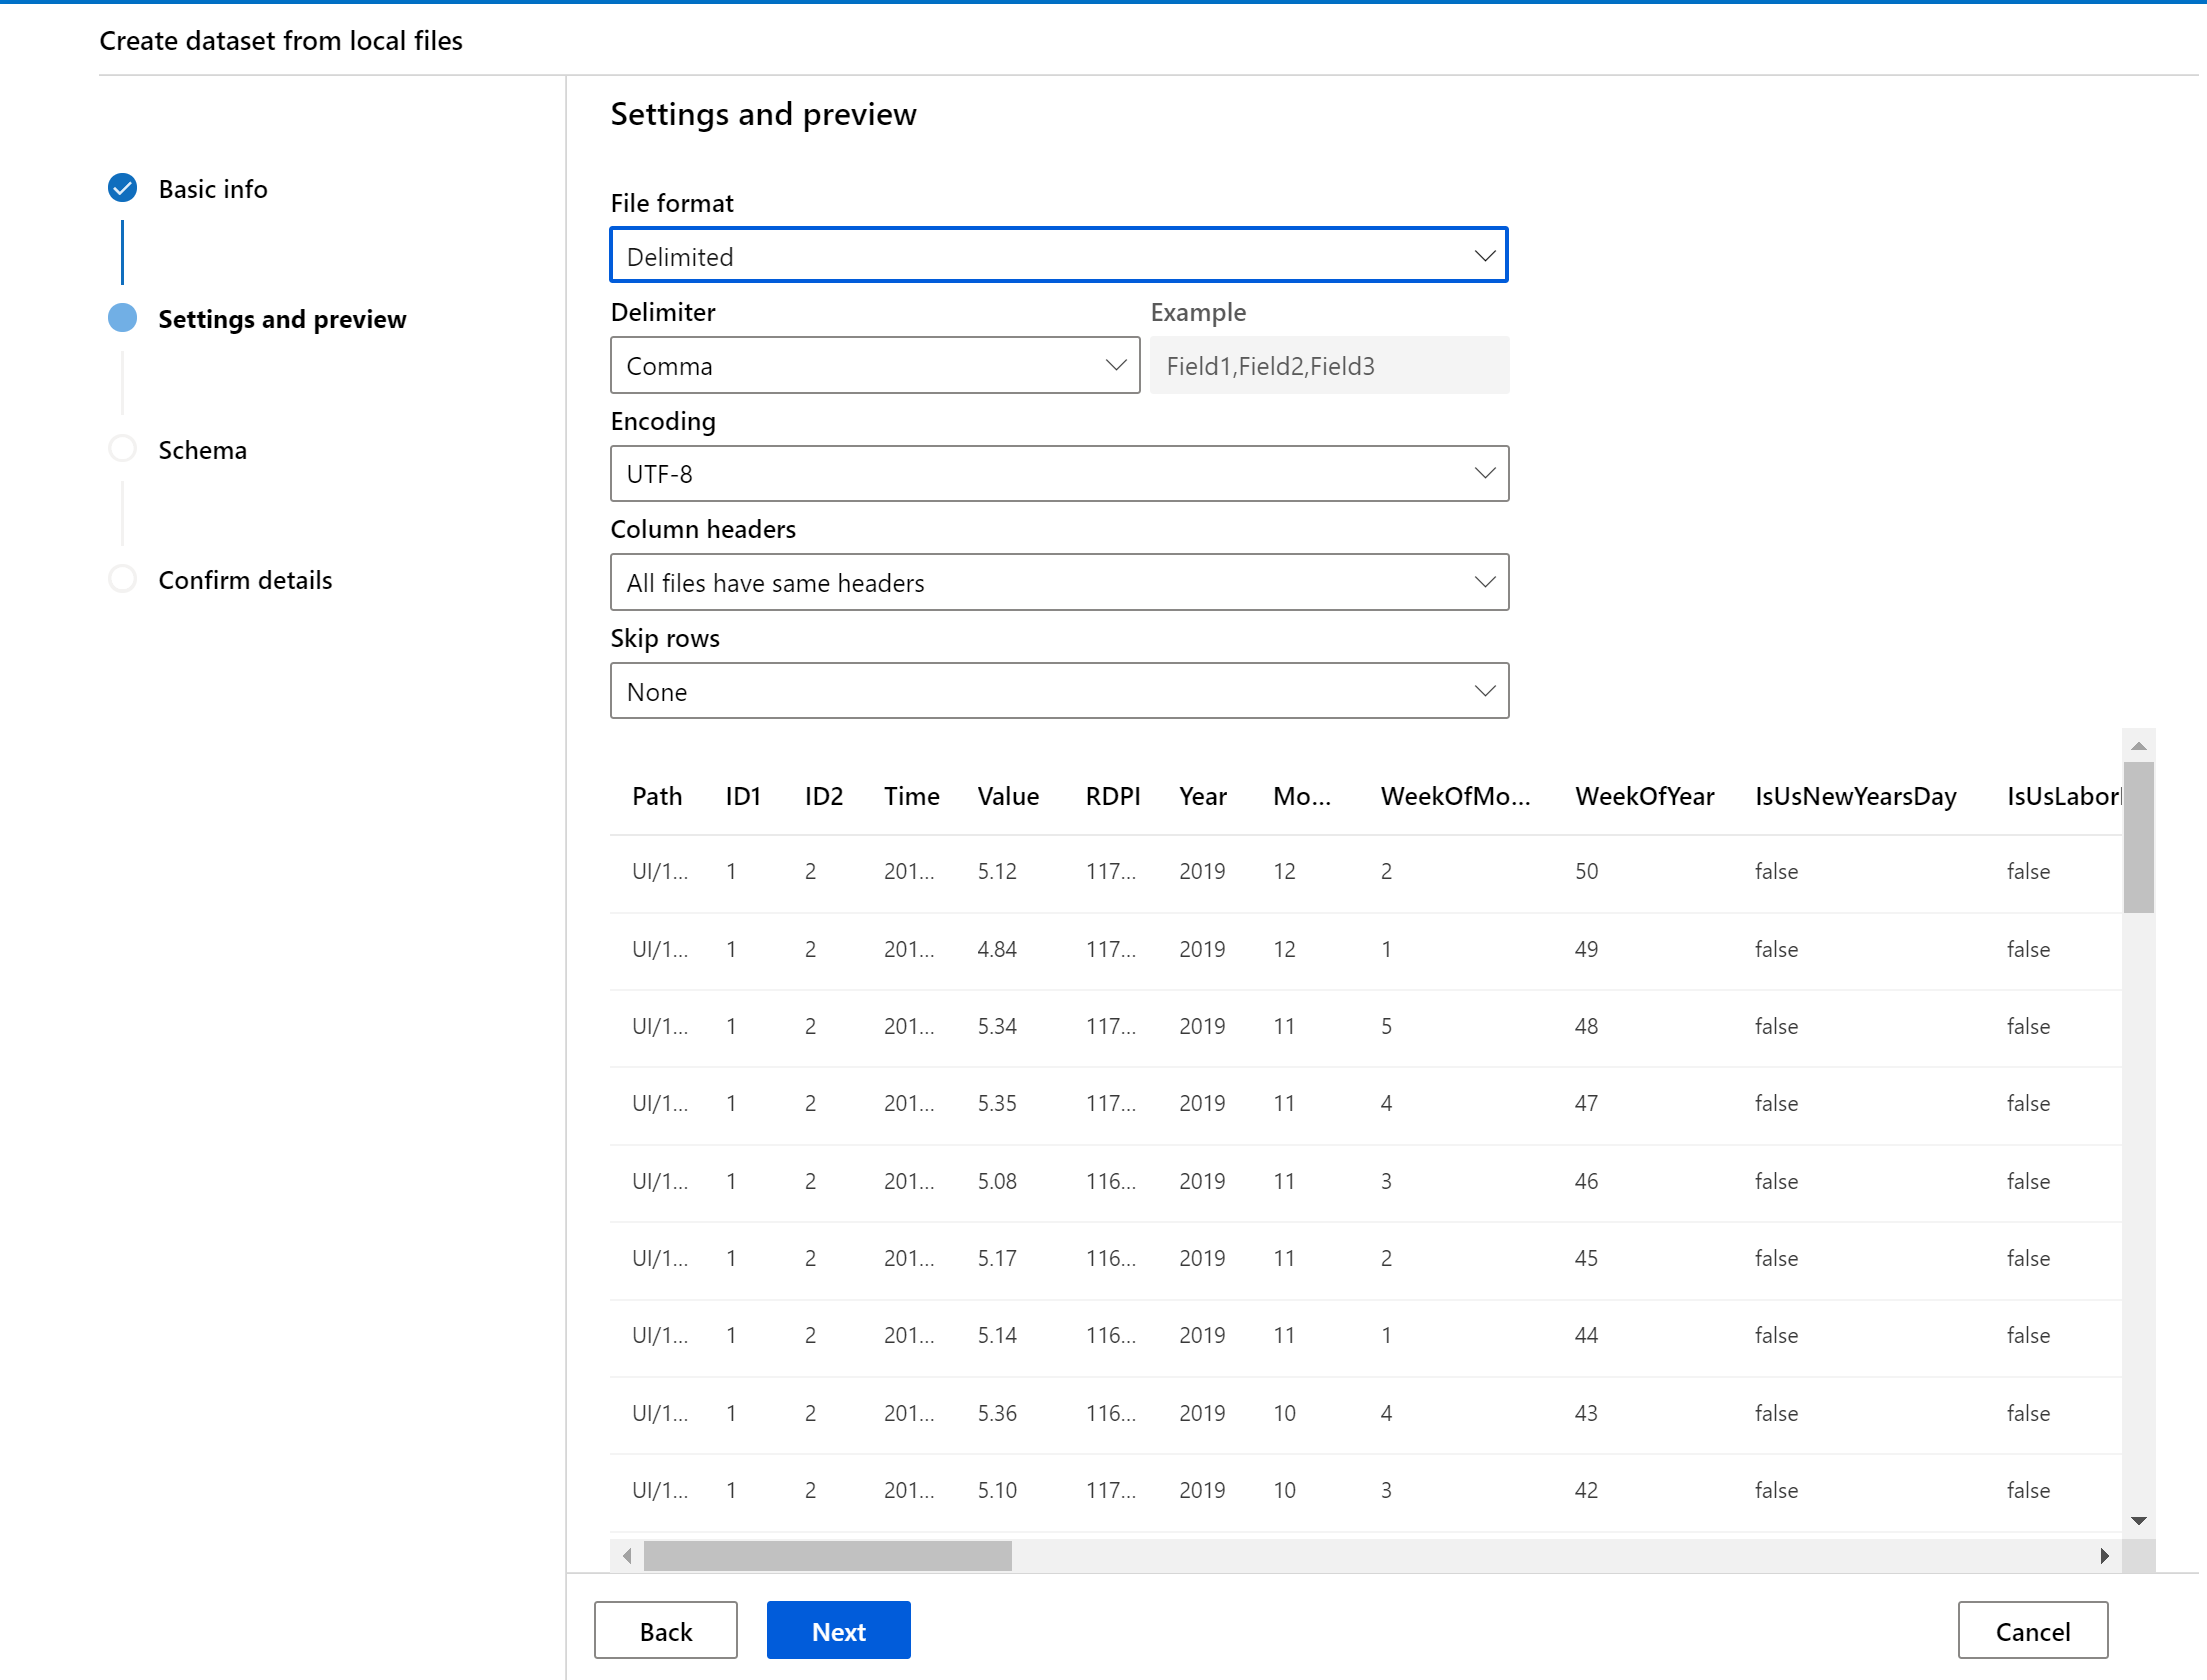 Create dataset from local files
Basic info
Settings and preview
Schema
Confirm details
Settings and preview
File format
Delimited
Delimiter Example
Comma Field1,Field2,Field3
Encoding
UTF-8
Column headers
All files have same headers
Skip rows
None
Path ID1 ID2 Time Value RDPI Year Mo... WeekOfMo... WeekOfYear IsUsNewYearsDay IsUsLabor
UI/1... 1 2 201... 5.12 117... 2019 12 2 50 false false
UI/1... 1 2 201... 4.84 117... 2019 12 1 49 false false
UI/1... 1 2 201... 5.34 117... 2019 11 5 48 false false
UI/1... 1 2 201... 5.35 117... 2019 11 4 47 false false
UI/1... 1 2 201... 5.08 116... 2019 11 3 46 false false
UI/1... 1 2 201... 5.17 116... 2019 11 2 45 false false
UI/1... 1 2 201... 5.14 116... 2019 11 1 44 false false
UI/1... 1 2 201... 5.36 116... 2019 10 4 43 false false
UI/1... 1 2 201... 5.10 117... 2019 10 3 42 false false
Back Next Cancel